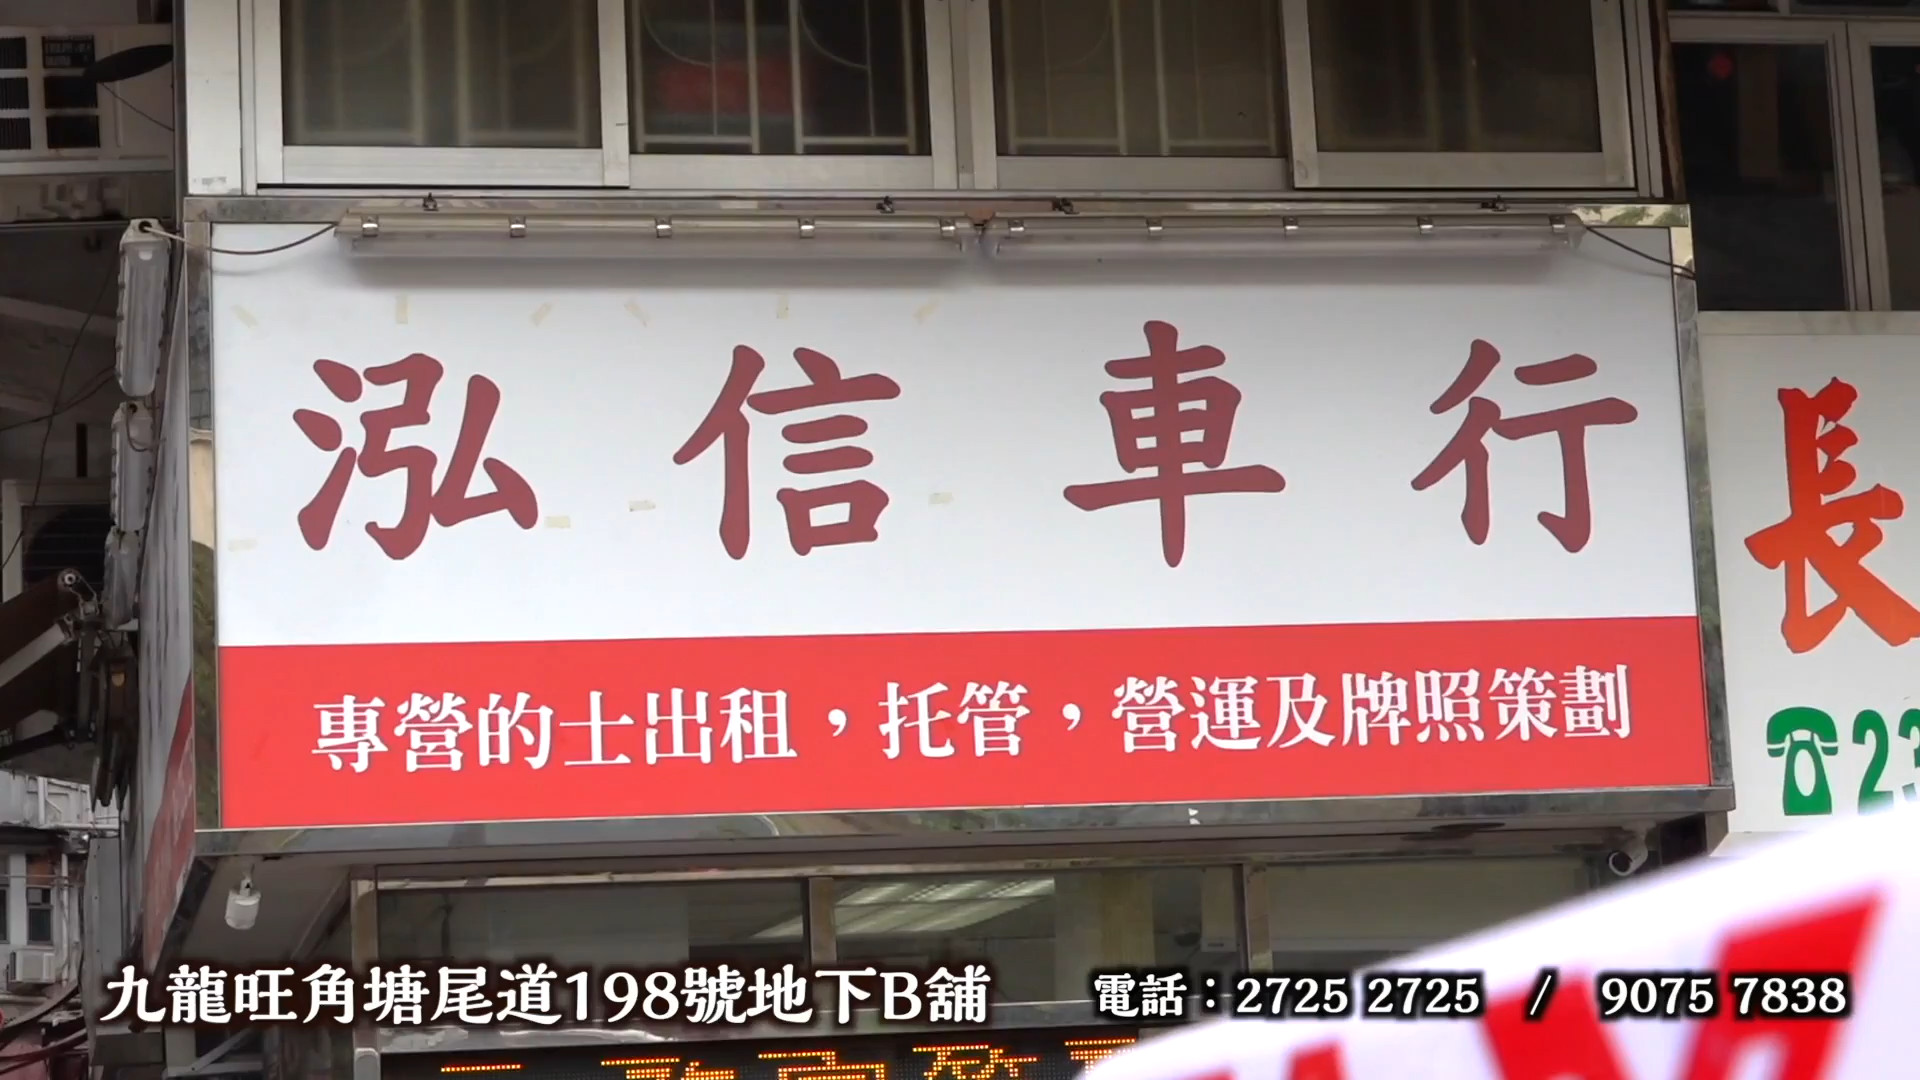 泓信車行
專營的士出租，托管，營運及牌照策劃
長
23
九龍旺角塘尾道198號地下B舖
電話：2725 2725 / 9075 7838